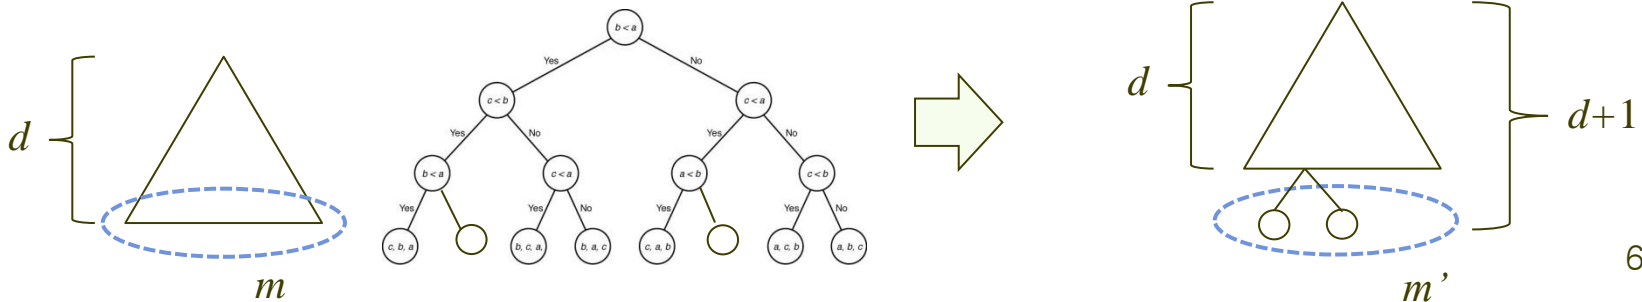 d
m
b < a
Yes
No
c < b
c < a
Yes
No
Yes
No
b < a
c < a
a < b
c < b
Yes
Yes
No
Yes
Yes
No
c, b, a
b, c, a,
b, a, c
c, a, b
a, c, b
a, b, c
d
d+1
m’
6